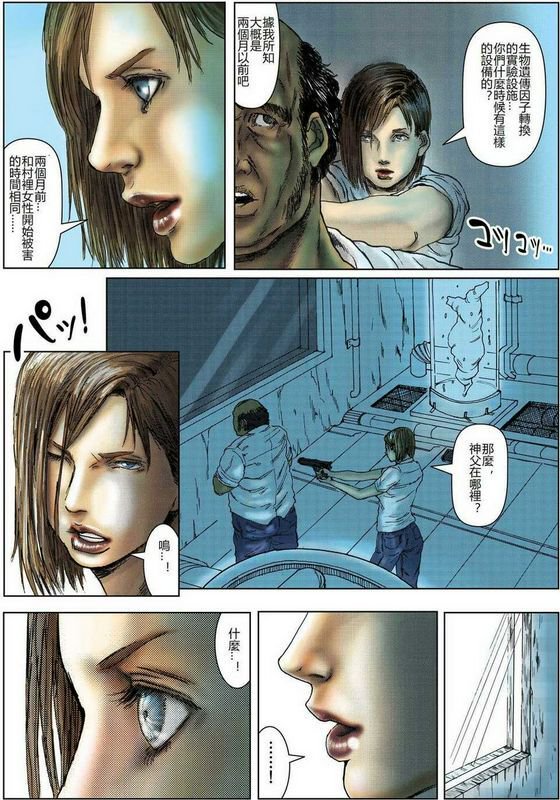 生物遺傳因子轉換
的實驗設施…
你們什麼時候有這樣
的設備的？
據我所知
大概是
兩個月以前吧
コツコツ…
兩個月前…
和村裡女性開始被害
的時間相同……
那麼，
神父在哪裡？
パッ！
嗚…！
……！
什麼…！